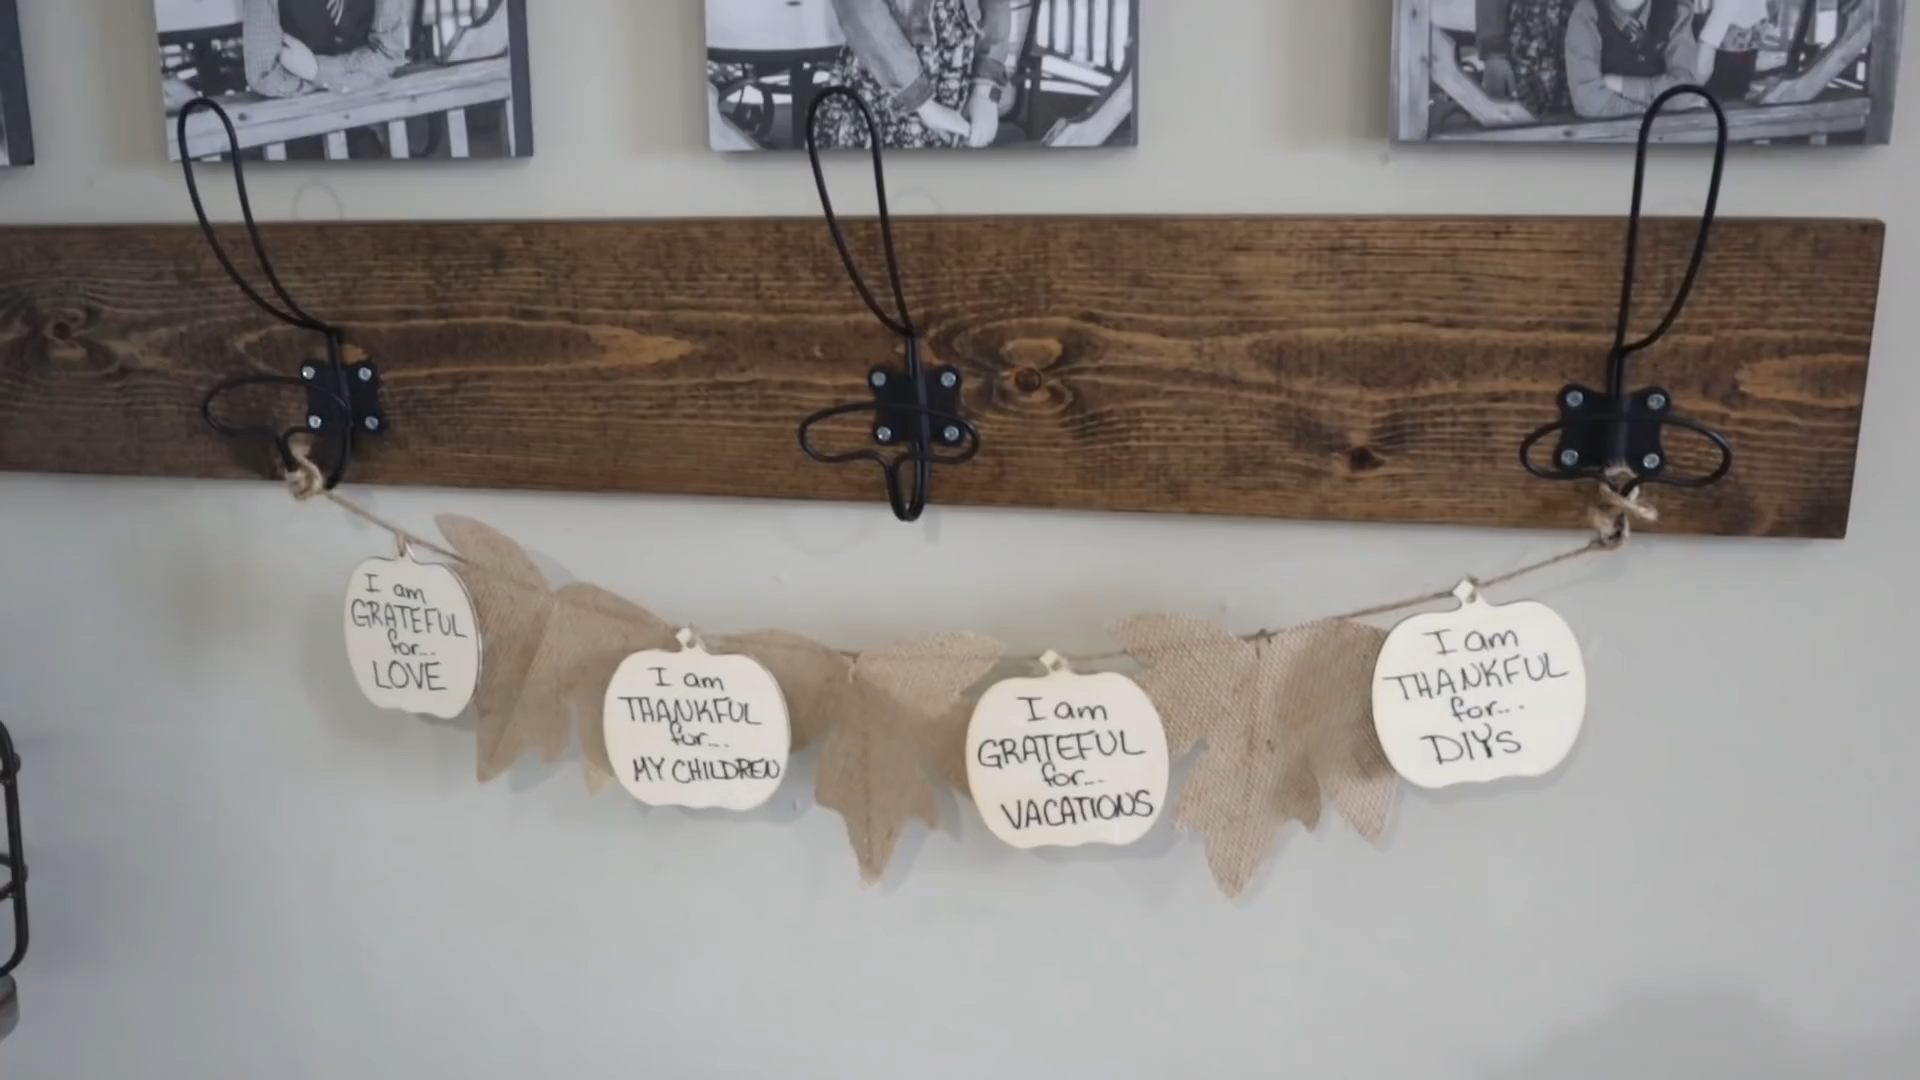 I am
GRATEFUL
for...
LOVE
I am
THANKFUL
for...
MY CHILDREN
I am
GRATEFUL
for...
VACATIONS
I am
THANKFUL
for...
DIYS